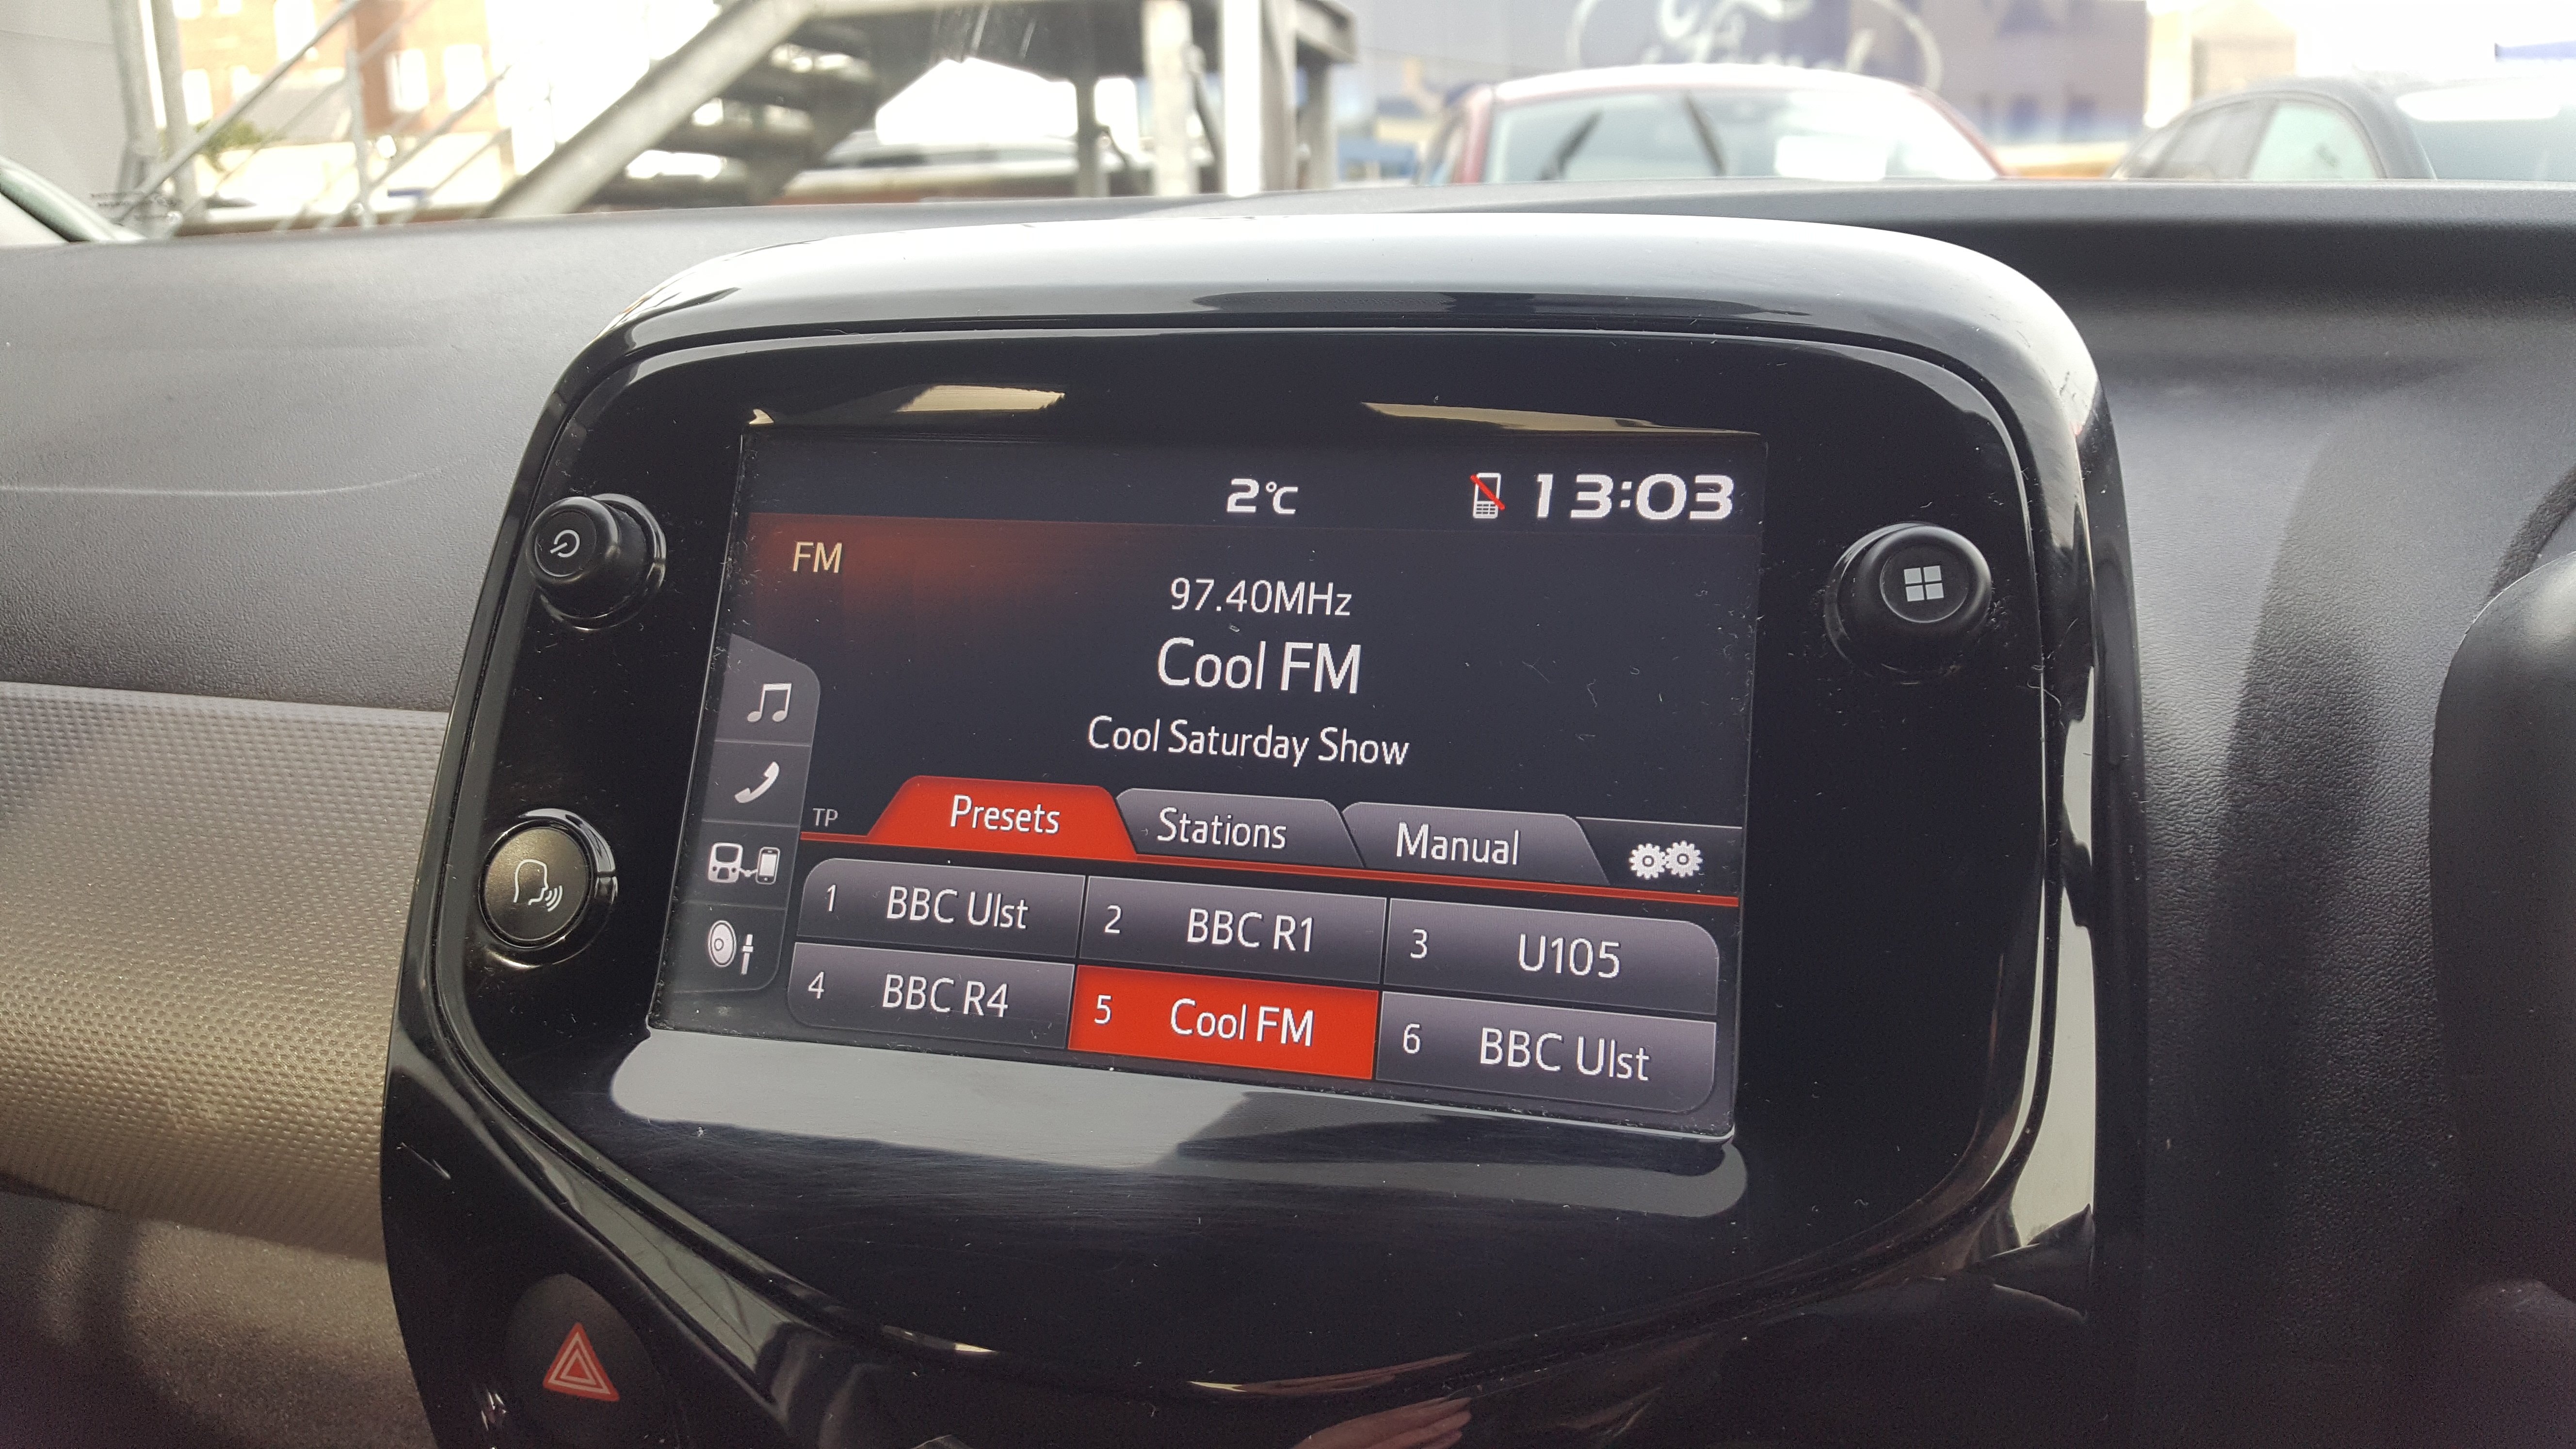 Ford
2°C 13:03
FM
97.40MHz
Cool FM
Cool Saturday Show
TP Presets Stations Manual
1 BBC Ulst 2 BBC R1 3 U105
4 BBC R4 5 Cool FM 6 BBC Ulst